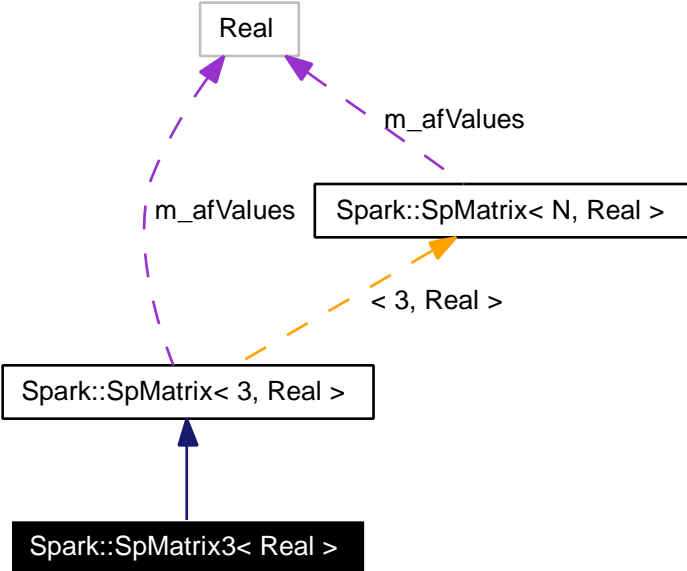 Real
m_afValues
Spark::SpMatrix< N, Real >
m_afValues
< 3, Real >
Spark::SpMatrix< 3, Real >
Spark::SpMatrix3< Real >